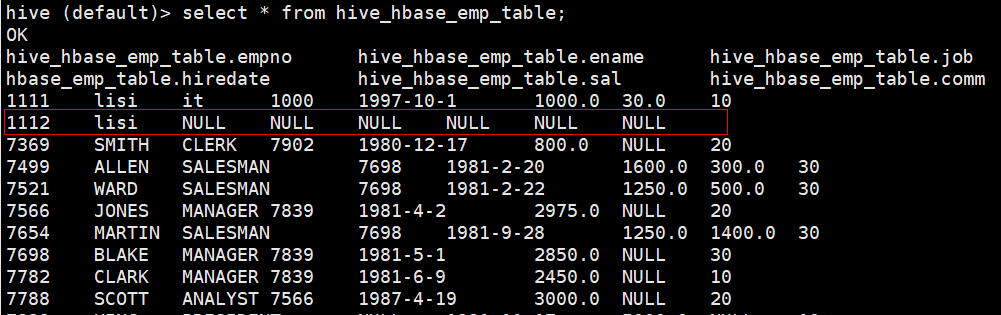 hive (default)> select * from hive_hbase_emp_table;
OK
hive_hbase_emp_table.empno hive_hbase_emp_table.ename hive_hbase_emp_table.job
hbase_emp_table.hiredate hive_hbase_emp_table.sal hive_hbase_emp_table.comm
1111 lisi it 1000 1997-10-1 1000.0 30.0 10
1112 lisi NULL NULL NULL NULL NULL NULL
7369 SMITH CLERK 7902 1980-12-17 800.0 NULL 20
7499 ALLEN SALESMAN 7698 1981-2-20 1600.0 300.0 30
7521 WARD SALESMAN 7698 1981-2-22 1250.0 500.0 30
7566 JONES MANAGER 7839 1981-4-2 2975.0 NULL 20
7654 MARTIN SALESMAN 7698 1981-9-28 1250.0 1400.0 30
7698 BLAKE MANAGER 7839 1981-5-1 2850.0 NULL 30
7782 CLARK MANAGER 7839 1981-6-9 2450.0 NULL 10
7788 SCOTT ANALYST 7566 1987-4-19 3000.0 NULL 20